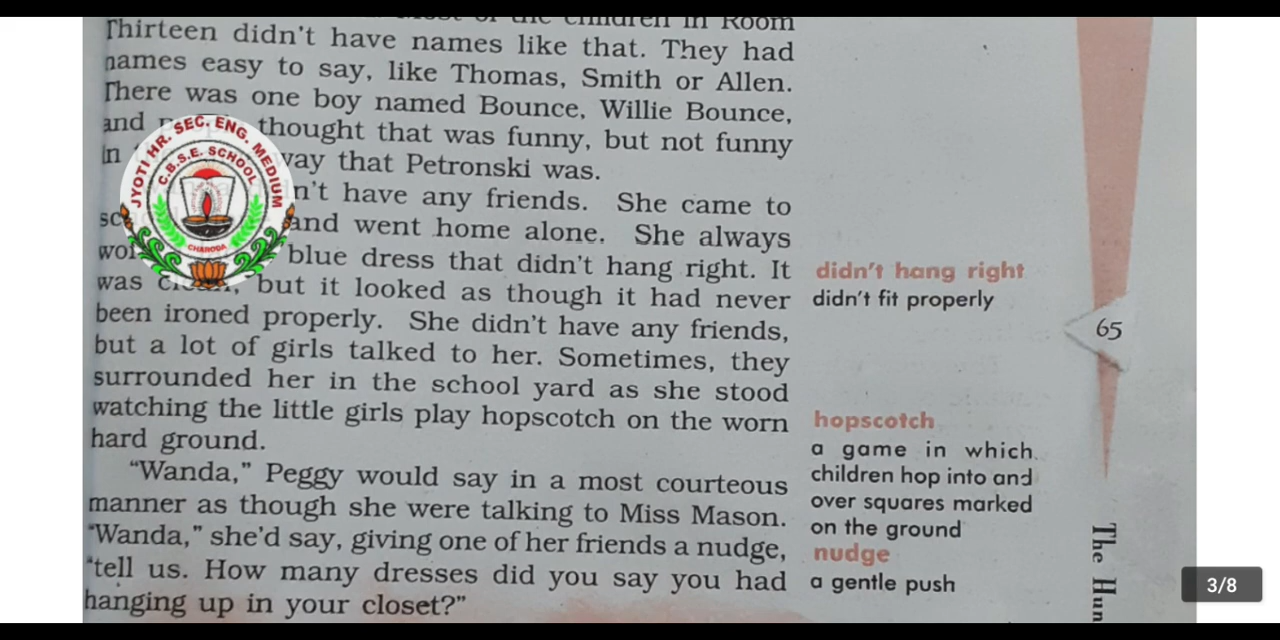 Most of the children in Room
Thirteen didn't have names like that. They had
names easy to say, like Thomas, Smith or Allen.
There was one boy named Bounce, Willie Bounce,
and thought that was funny, but not funny
in way that Petronski was.
n't have any friends. She came to
and went home alone. She always
blue dress that didn't hang right. It
was clean, but it looked as though it had never
been ironed properly. She didn't have any friends,
but a lot of girls talked to her. Sometimes, they
surrounded her in the school yard as she stood
watching the little girls play hopscotch on the worn
hard ground.
“Wanda,” Peggy would say in a most courteous
manner as though she were talking to Miss Mason.
“Wanda,” she'd say, giving one of her friends a nudge,
“tell us. How many dresses did you say you had
hanging up in your closet?”
didn't hang right
didn't fit properly
65
hopscotch
a game in which
children hop into and
over squares marked
on the ground
nudge
a gentle push
The Hun
JYOTI HR. SEC. ENG. MEDIUM
C.B.S.E. SCHOOL
CHARODA
3/8